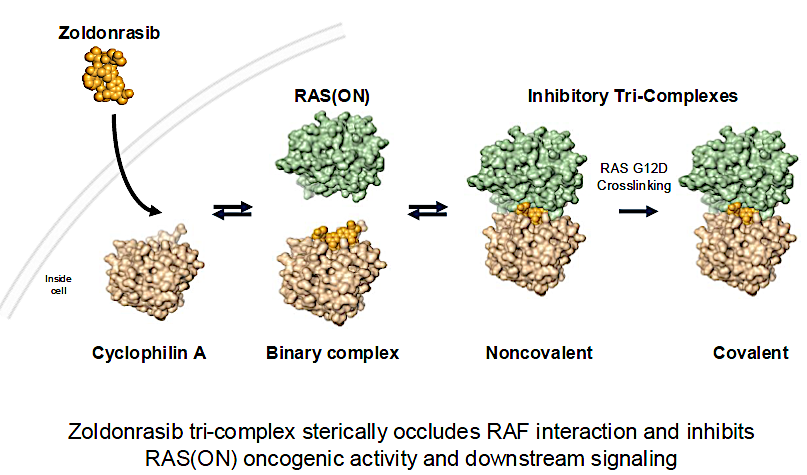 Zoldonrasib
RAS(ON)
Inhibitory Tri-Complexes
RAS G12D
Crosslinking
Inside
cell
Cyclophilin A
Binary complex
Noncovalent
Covalent
Zoldonrasib tri-complex sterically occludes RAF interaction and inhibits
RAS(ON) oncogenic activity and downstream signaling